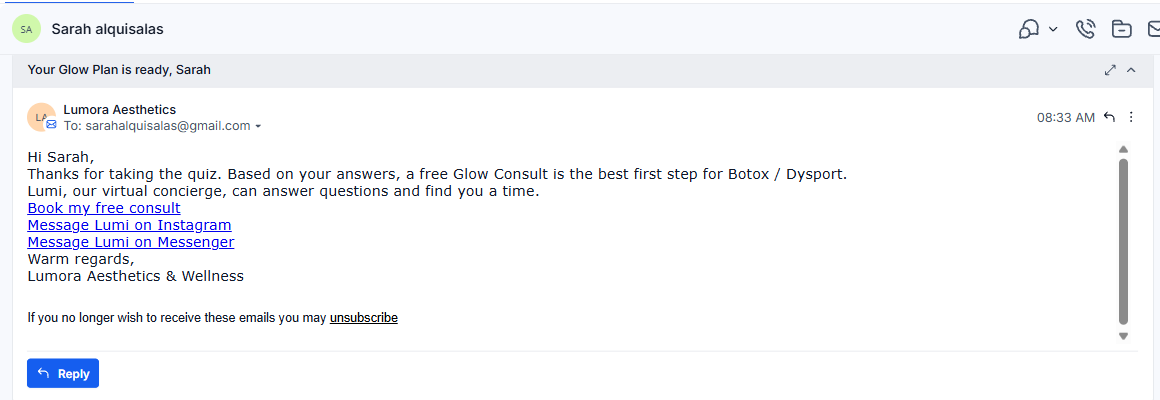 SA
Sarah alquisalas
Your Glow Plan is ready, Sarah
LA
Lumora Aesthetics
To: sarahalquisalas@gmail.com
08:33 AM
Hi Sarah,
Thanks for taking the quiz. Based on your answers, a free Glow Consult is the best first step for Botox / Dysport.
Lumi, our virtual concierge, can answer questions and find you a time.
Book my free consult
Message Lumi on Instagram
Message Lumi on Messenger
Warm regards,
Lumora Aesthetics & Wellness
If you no longer wish to receive these emails you may unsubscribe
Reply